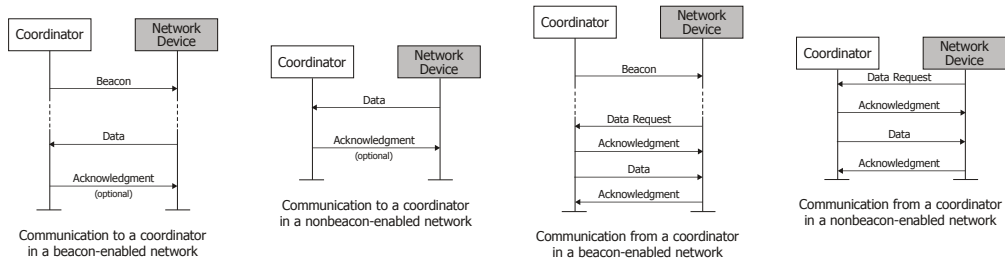 Coordinator
Network
Device
Beacon
Data
Acknowledgment
(optional)
Communication to a coordinator
in a beacon-enabled network
Coordinator
Network
Device
Data
Acknowledgment
(optional)
Communication to a coordinator
in a nonbeacon-enabled network
Coordinator
Network
Device
Beacon
Data Request
Acknowledgment
Data
Acknowledgment
Communication from a coordinator
in a beacon-enabled network
Coordinator
Network
Device
Data Request
Acknowledgment
Data
Acknowledgment
Communication from a coordinator
in a nonbeacon-enabled network